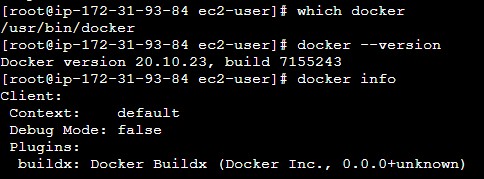 [root@ip-172-31-93-84 ec2-user]# which docker
/usr/bin/docker
[root@ip-172-31-93-84 ec2-user]# docker --version
Docker version 20.10.23, build 7155243
[root@ip-172-31-93-84 ec2-user]# docker info
Client:
 Context:    default
 Debug Mode: false
 Plugins:
  buildx: Docker Buildx (Docker Inc., 0.0.0+unknown)